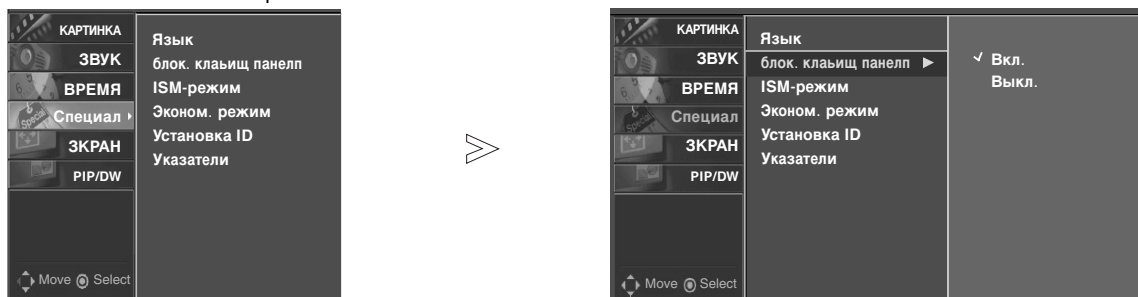 КАРТИНКА
ЗВУК
ВРЕМЯ
Специал
ЗКРАН
PIP/DW
Move Select
Язык
блок. клаьищ панелп
ISM-режим
Эконом. режим
Установка ID
Указатели
КАРТИНКА
ЗВУК
ВРЕМЯ
Специал
ЗКРАН
PIP/DW
Move Select
Язык
блок. клаьищ панелп
ISM-режим
Эконом. режим
Установка ID
Указатели
Вкл.
Выкл.